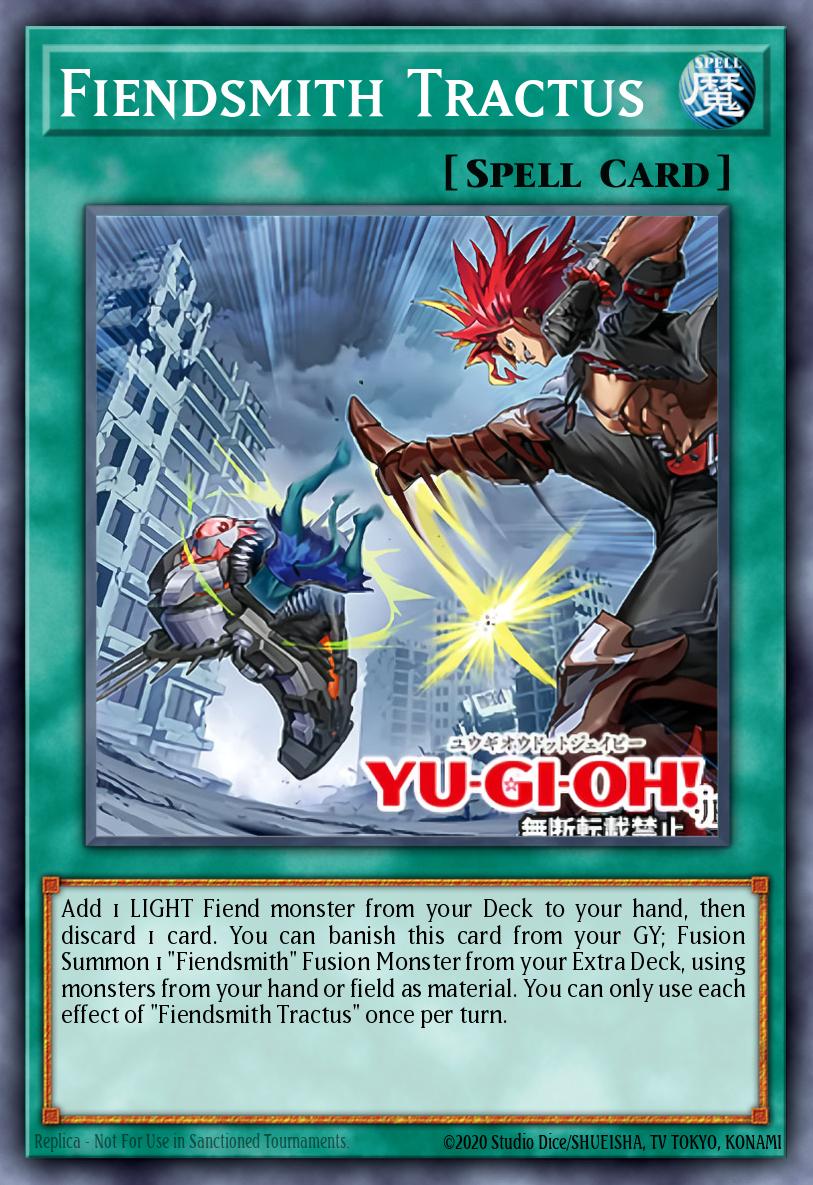 FIENDSMITH TRACTUS
SPELL
魔
[SPELL CARD]
ユウギオウドットジェイピー
YU-GI-OH!
無断転載禁止
Add 1 LIGHT Fiend monster from your Deck to your hand, then
discard 1 card. You can banish this card from your GY; Fusion
Summon 1 "Fiendsmith" Fusion Monster from your Extra Deck, using
monsters from your hand or field as material. You can only use each
effect of "Fiendsmith Tractus" once per turn.
Replica - Not For Use in Sanctioned Tournaments.
©2020 Studio Dice/SHUEISHA, TV TOKYO, KONAMI